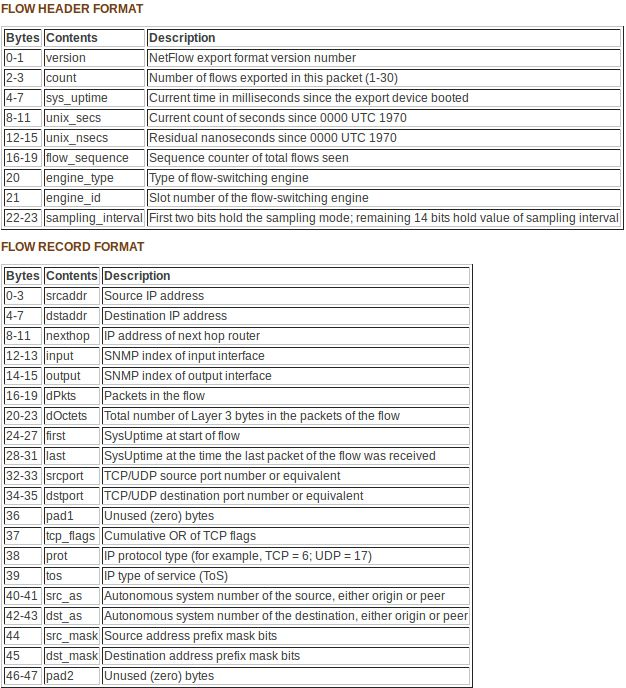 FLOW HEADER FORMAT
Bytes Contents Description
0-1 version NetFlow export format version number
2-3 count Number of flows exported in this packet (1-30)
4-7 sys_uptime Current time in milliseconds since the export device booted
8-11 unix_secs Current count of seconds since 0000 UTC 1970
12-15 unix_nsecs Residual nanoseconds since 0000 UTC 1970
16-19 flow_sequence Sequence counter of total flows seen
20 engine_type Type of flow-switching engine
21 engine_id Slot number of the flow-switching engine
22-23 sampling_interval First two bits hold the sampling mode; remaining 14 bits hold value of sampling interval
FLOW RECORD FORMAT
Bytes Contents Description
0-3 srcaddr Source IP address
4-7 dstaddr Destination IP address
8-11 nexthop IP address of next hop router
12-13 input SNMP index of input interface
14-15 output SNMP index of output interface
16-19 dPkts Packets in the flow
20-23 dOctets Total number of Layer 3 bytes in the packets of the flow
24-27 first SysUptime at start of flow
28-31 last SysUptime at the time the last packet of the flow was received
32-33 srcport TCP/UDP source port number or equivalent
34-35 dstport TCP/UDP destination port number or equivalent
36 pad1 Unused (zero) bytes
37 tcp_flags Cumulative OR of TCP flags
38 prot IP protocol type (for example, TCP = 6; UDP = 17)
39 tos IP type of service (ToS)
40-41 src_as Autonomous system number of the source, either origin or peer
42-43 dst_as Autonomous system number of the destination, either origin or peer
44 src_mask Source address prefix mask bits
45 dst_mask Destination address prefix mask bits
46-47 pad2 Unused (zero) bytes